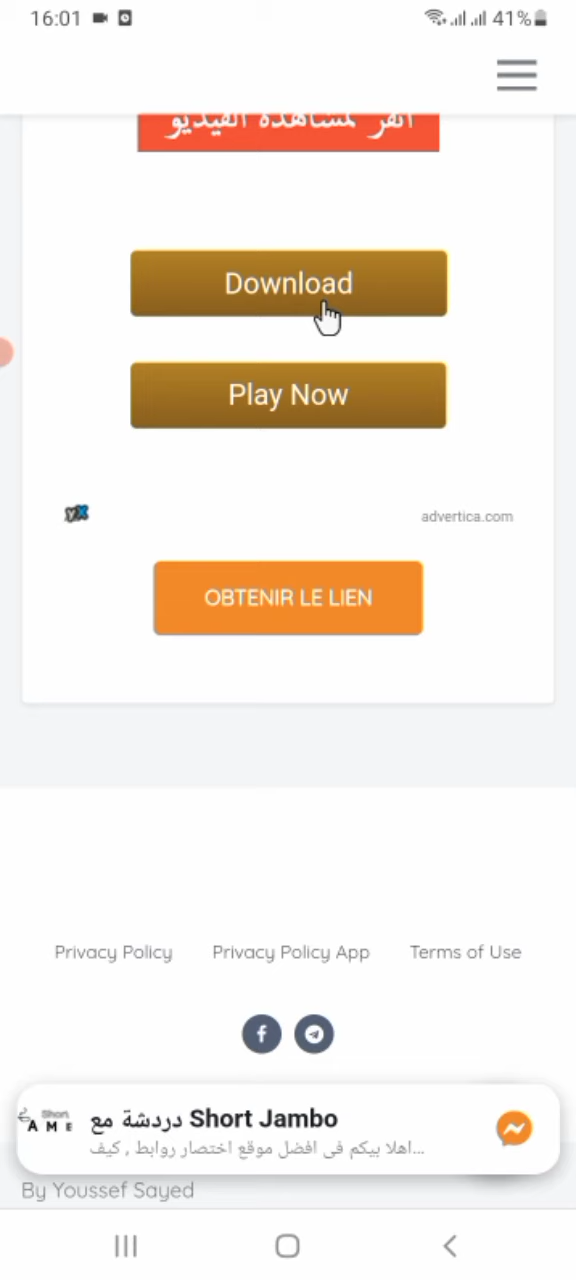 16:01
41%
انقر لمشاهدة الفيديو
Download
Play Now
advertica.com
OBTENIR LE LIEN
Privacy Policy
Privacy Policy App
Terms of Use
Short
A M E
دردشة مع Short Jambo
اهلا بيكم فى افضل موقع اختصار روابط , كيف...
By Youssef Sayed